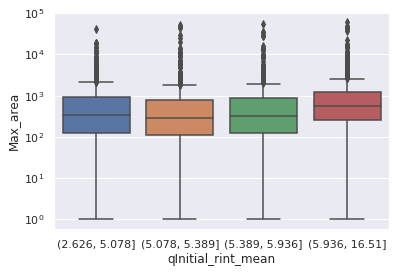 10⁵
10⁴
10³
10²
10¹
10⁰
Max_area
(2.626, 5.078] (5.078, 5.389] (5.389, 5.936] (5.936, 16.51]
qInitial_rint_mean